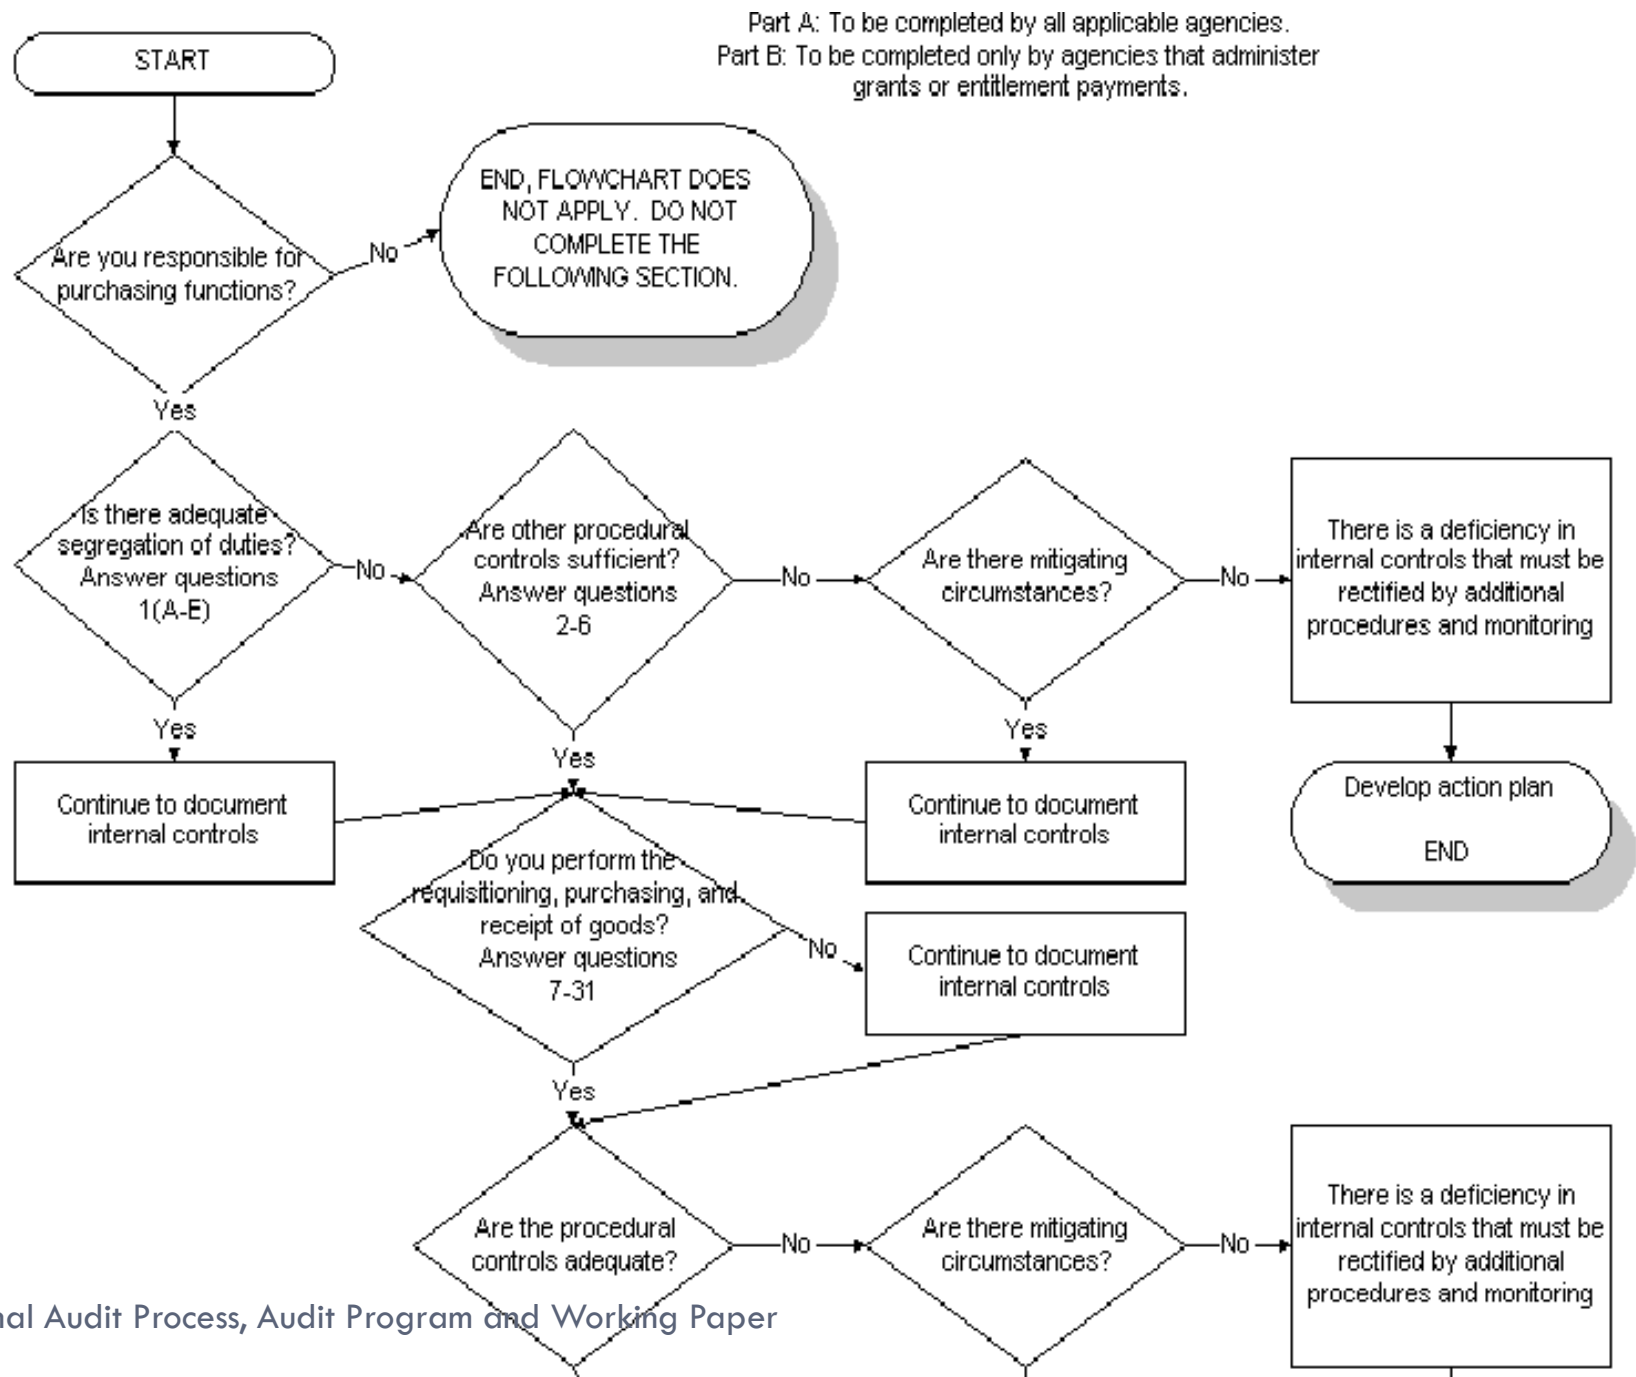 Part A: To be completed by all applicable agencies.
Part B: To be completed only by agencies that administer
grants or entitlement payments.
START
END, FLOWCHART DOES
NOT APPLY. DO NOT
COMPLETE THE
FOLLOWING SECTION.
Are you responsible for
purchasing functions?
No
Yes
Is there adequate
segregation of duties?
Answer questions
1(A-E)
No
Are other procedural
controls sufficient?
Answer questions
2-6
No
Are there mitigating
circumstances?
No
There is a deficiency in
internal controls that must be
rectified by additional
procedures and monitoring
Yes
Yes
Yes
Continue to document
internal controls
Continue to document
internal controls
Develop action plan
END
Do you perform the
requisitioning, purchasing, and
receipt of goods?
Answer questions
7-31
No
Continue to document
internal controls
Yes
Are the procedural
controls adequate?
No
Are there mitigating
circumstances?
No
There is a deficiency in
internal controls that must be
rectified by additional
procedures and monitoring
nal Audit Process, Audit Program and Working Paper